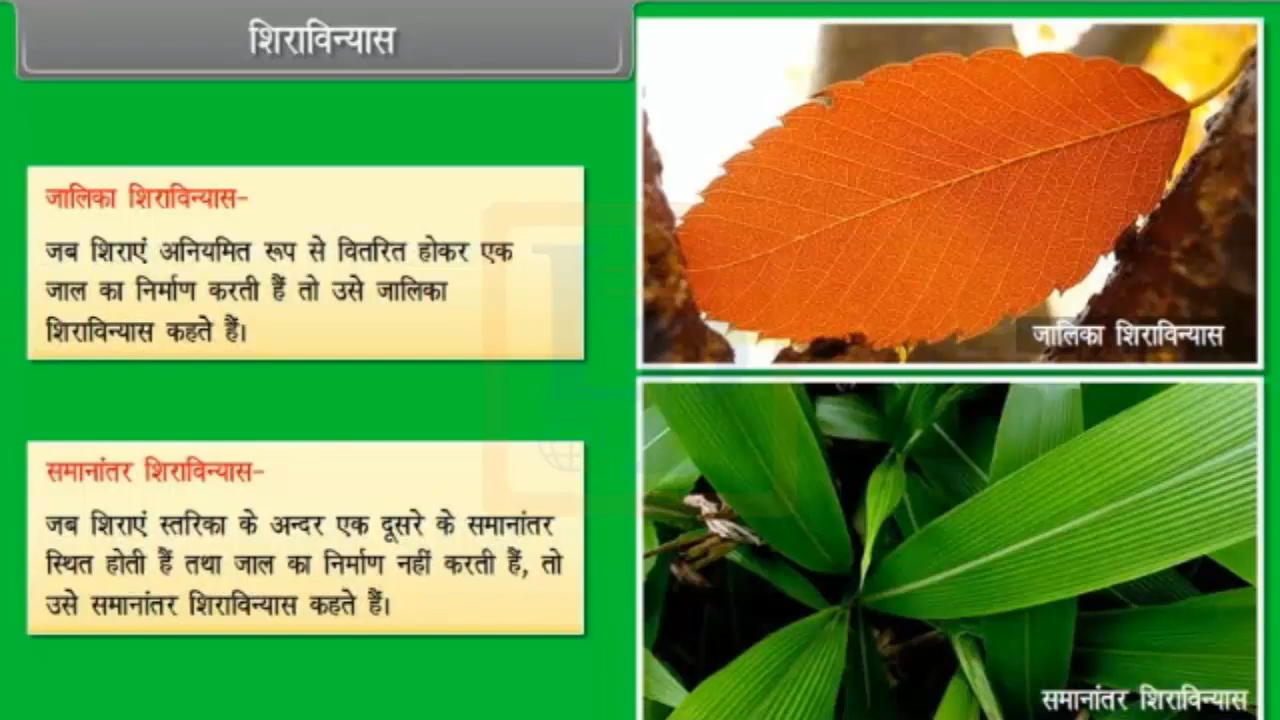 शिराविन्यास
जालिका शिराविन्यास-
जब शिराएं अनियमित रूप से वितरित होकर एक
जाल का निर्माण करती हैं तो उसे जालिका
शिराविन्यास कहते हैं।
जालिका शिराविन्यास
समानांतर शिराविन्यास-
जब शिराएं स्तरिका के अन्दर एक दूसरे के समानांतर
स्थित होती हैं तथा जाल का निर्माण नहीं करती हैं, तो
उसे समानांतर शिराविन्यास कहते हैं।
समानांतर शिराविन्यास